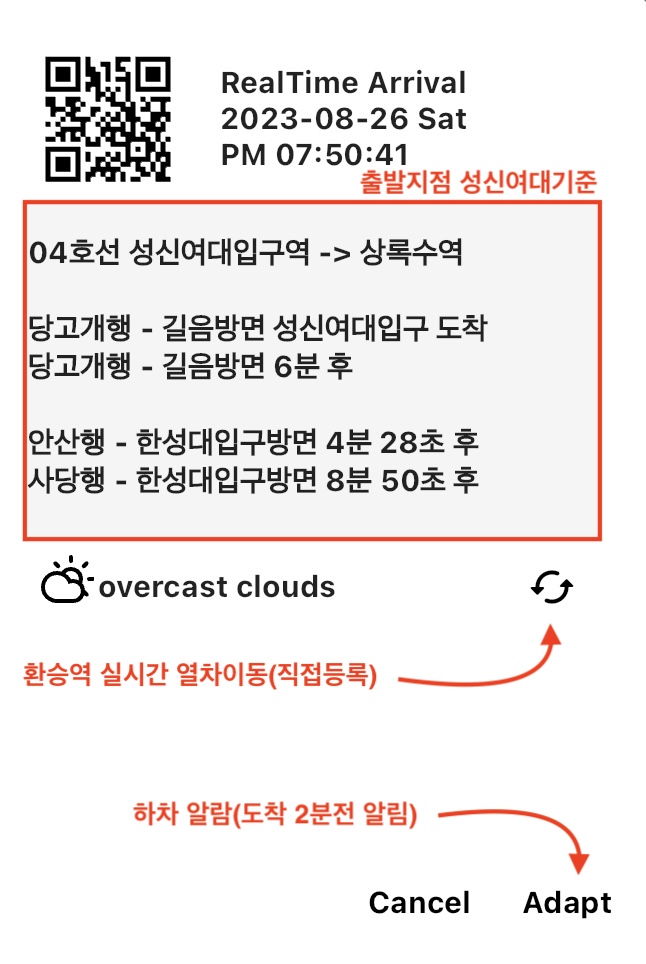 RealTime Arrival
2023-08-26 Sat
PM 07:50:41
출발지점 성신여대기준
04호선 성신여대입구역 -> 상록수역
당고개행 - 길음방면 성신여대입구 도착
당고개행 - 길음방면 6분 후
안산행 - 한성대입구방면 4분 28초 후
사당행 - 한성대입구방면 8분 50초 후
overcast clouds
환승역 실시간 열차이동(직접등록)
하차 알람(도착 2분전 알림)
Cancel
Adapt